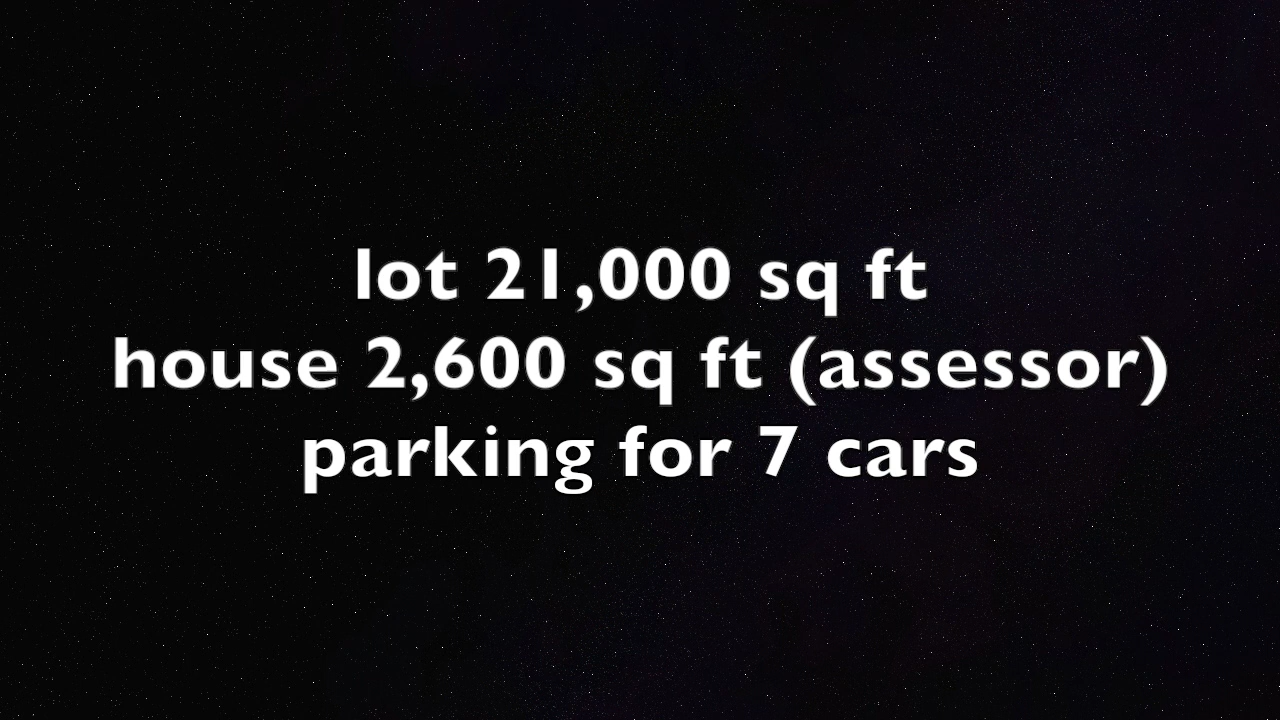 lot 21,000 sq ft
house 2,600 sq ft (assessor)
parking for 7 cars